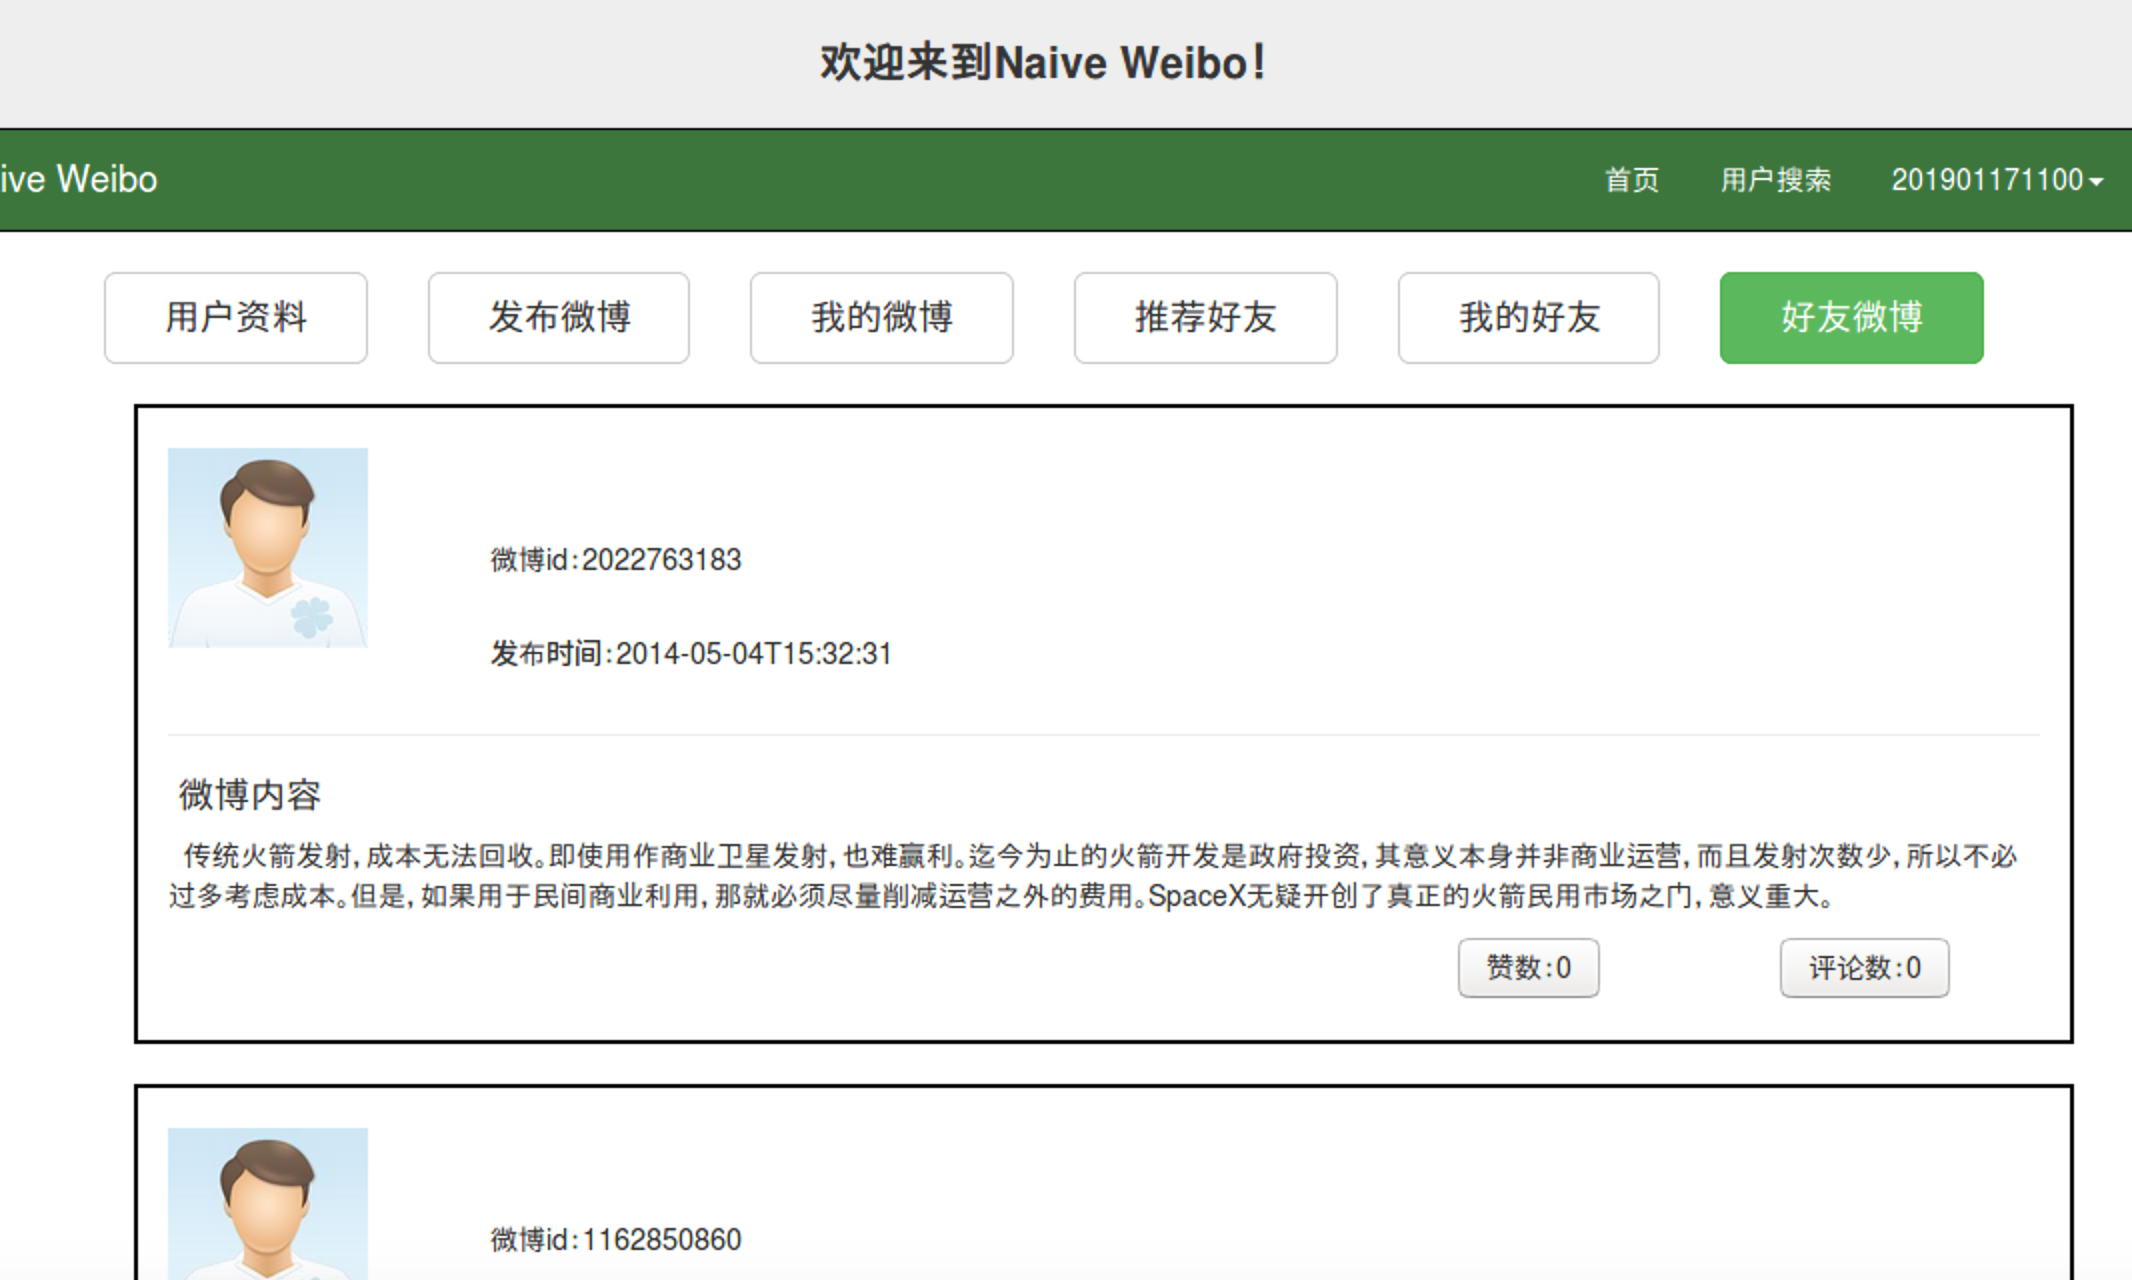 欢迎来到Naive Weibo!
ive Weibo
首页 用户搜索 201901171100
用户资料 发布微博 我的微博 推荐好友 我的好友 好友微博
微博id:2022763183
发布时间:2014-05-04T15:32:31
微博内容
传统火箭发射,成本无法回收。即使用作商业卫星发射,也难赢利。迄今为止的火箭开发是政府投资,其意义本身并非商业运营,而且发射次数少,所以不必
过多考虑成本。但是,如果用于民间商业利用,那就必须尽量削减运营之外的费用。SpaceX无疑开创了真正的火箭民用市场之门,意义重大。
赞数:0 评论数:0
微博id:1162850860